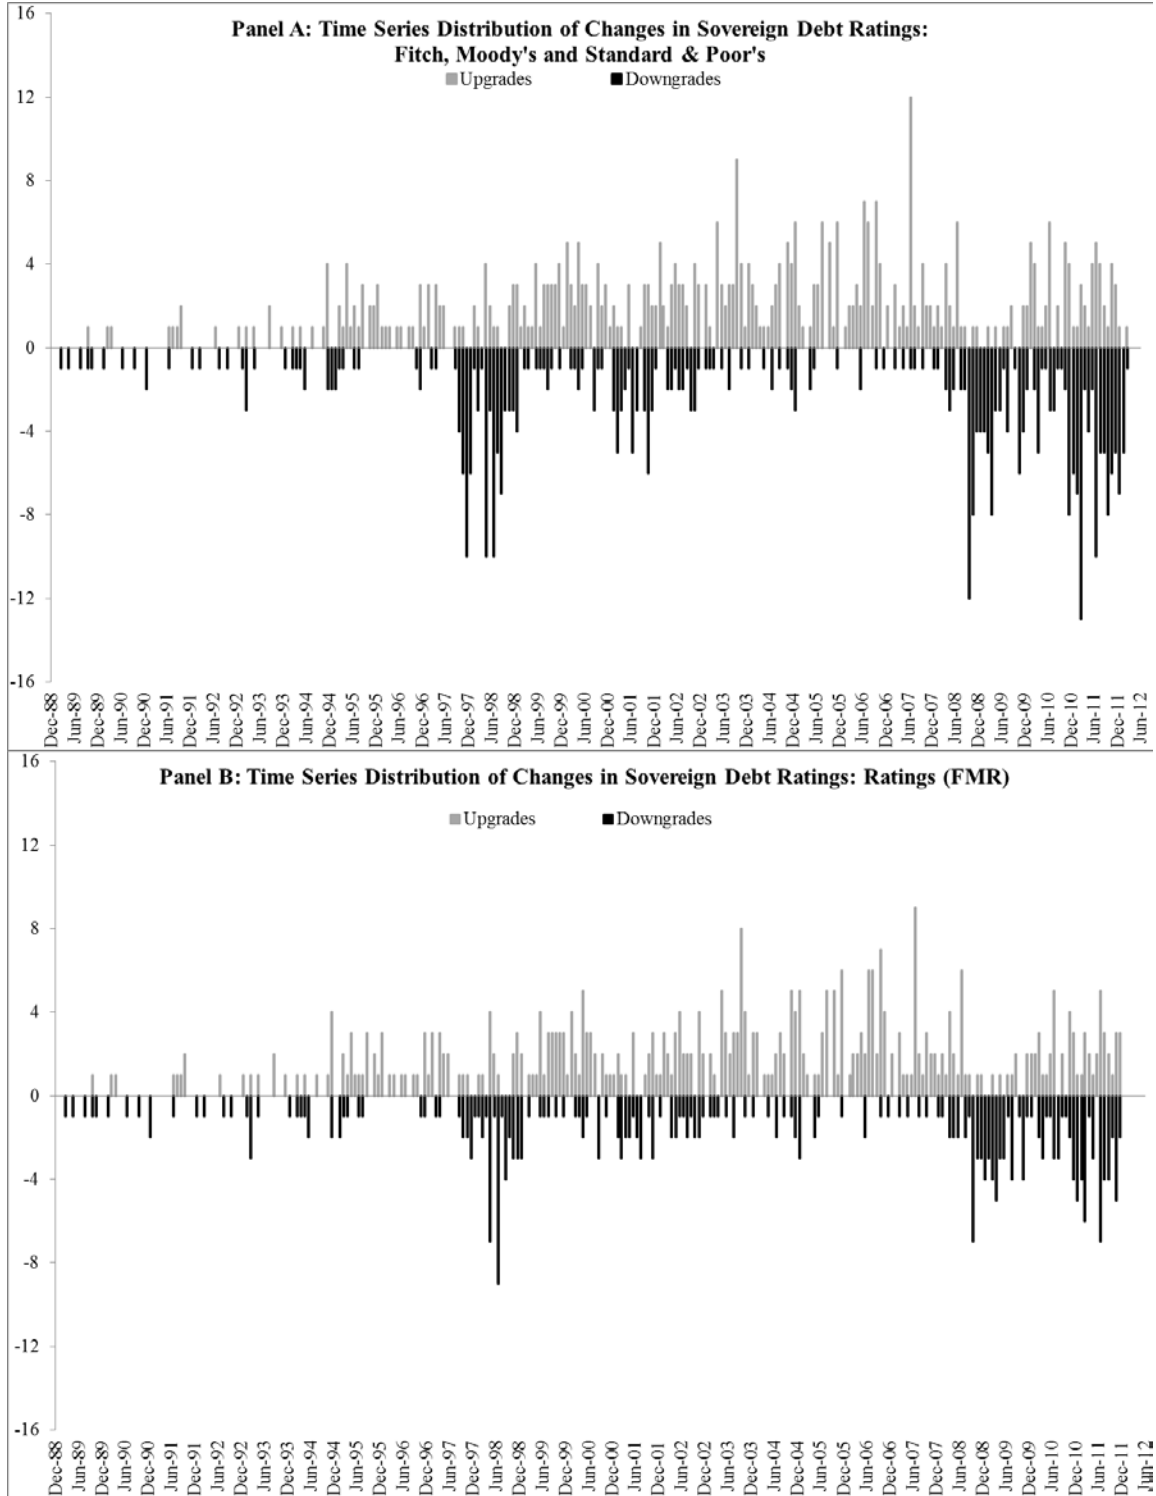 Panel A: Time Series Distribution of Changes in Sovereign Debt Ratings:
Fitch, Moody's and Standard & Poor's
Upgrades Downgrades
16
12
8
4
0
-4
-8
-12
-16
Dec-88 Jun-89 Dec-89 Jun-90 Dec-90 Jun-91 Dec-91 Jun-92 Dec-92 Jun-93 Dec-93 Jun-94 Dec-94 Jun-95 Dec-95 Jun-96 Dec-96 Jun-97 Dec-97 Jun-98 Dec-98 Jun-99 Dec-99 Jun-00 Dec-00 Jun-01 Dec-01 Jun-02 Dec-02 Jun-03 Dec-03 Jun-04 Dec-04 Jun-05 Dec-05 Jun-06 Dec-06 Jun-07 Dec-07 Jun-08 Dec-08 Jun-09 Dec-09 Jun-10 Dec-10 Jun-11 Dec-11 Jun-12
Panel B: Time Series Distribution of Changes in Sovereign Debt Ratings: Ratings (FMR)
Upgrades Downgrades
16
12
8
4
0
-4
-8
-12
-16
Dec-88 Jun-89 Dec-89 Jun-90 Dec-90 Jun-91 Dec-91 Jun-92 Dec-92 Jun-93 Dec-93 Jun-94 Dec-94 Jun-95 Dec-95 Jun-96 Dec-96 Jun-97 Dec-97 Jun-98 Dec-98 Jun-99 Dec-99 Jun-00 Dec-00 Jun-01 Dec-01 Jun-02 Dec-02 Jun-03 Dec-03 Jun-04 Dec-04 Jun-05 Dec-05 Jun-06 Dec-06 Jun-07 Dec-07 Jun-08 Dec-08 Jun-09 Dec-09 Jun-10 Dec-10 Jun-11 Dec-11 Jun-12